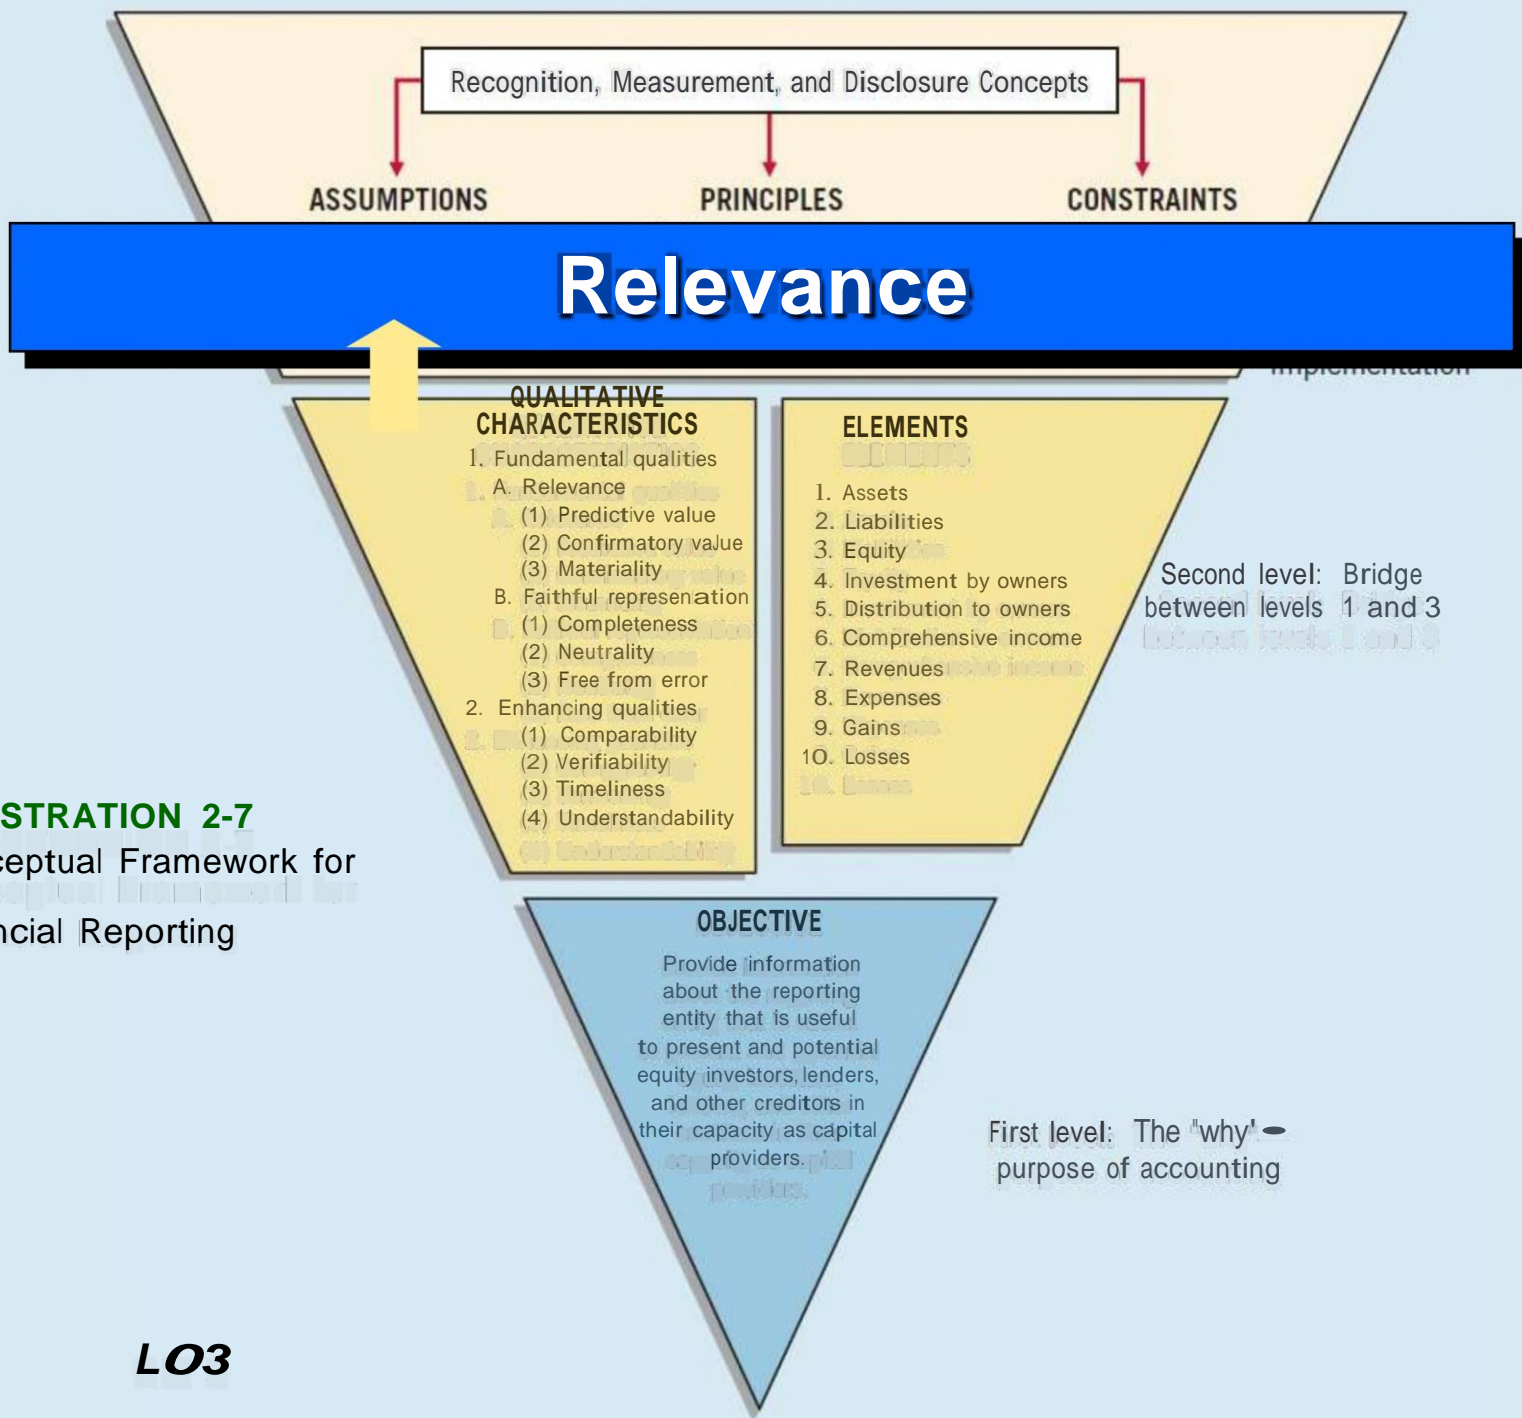 Recognition, Measurement, and Disclosure Concepts
ASSUMPTIONS
PRINCIPLES
CONSTRAINTS
Relevance
QUALITATIVE
CHARACTERISTICS
1. Fundamental qualities
A. Relevance
(1) Predictive value
(2) Confirmatory value
(3) Materiality
B. Faithful representation
(1) Completeness
(2) Neutrality
(3) Free from error
2. Enhancing qualities
(1) Comparability
(2) Verifiability
(3) Timeliness
(4) Understandability
ELEMENTS
1. Assets
2. Liabilities
3. Equity
4. Investment by owners
5. Distribution to owners
6. Comprehensive income
7. Revenues
8. Expenses
9. Gains
10. Losses
Second level: Bridge
between levels 1 and 3
STRATION 2-7
ceptual Framework for
ncial Reporting
OBJECTIVE
Provide information
about the reporting
entity that is useful
to present and potential
equity investors, lenders,
and other creditors in
their capacity as capital
providers.
First level: The "why"—
purpose of accounting
LO3